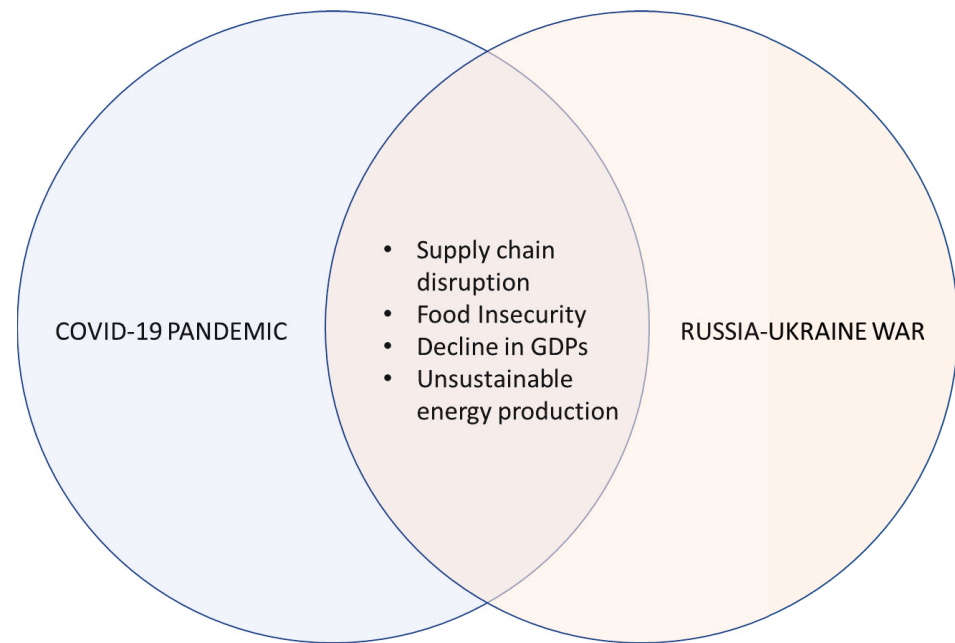 COVID-19 PANDEMIC
• Supply chain
disruption
• Food Insecurity
• Decline in GDPs
• Unsustainable
energy production
RUSSIA-UKRAINE WAR